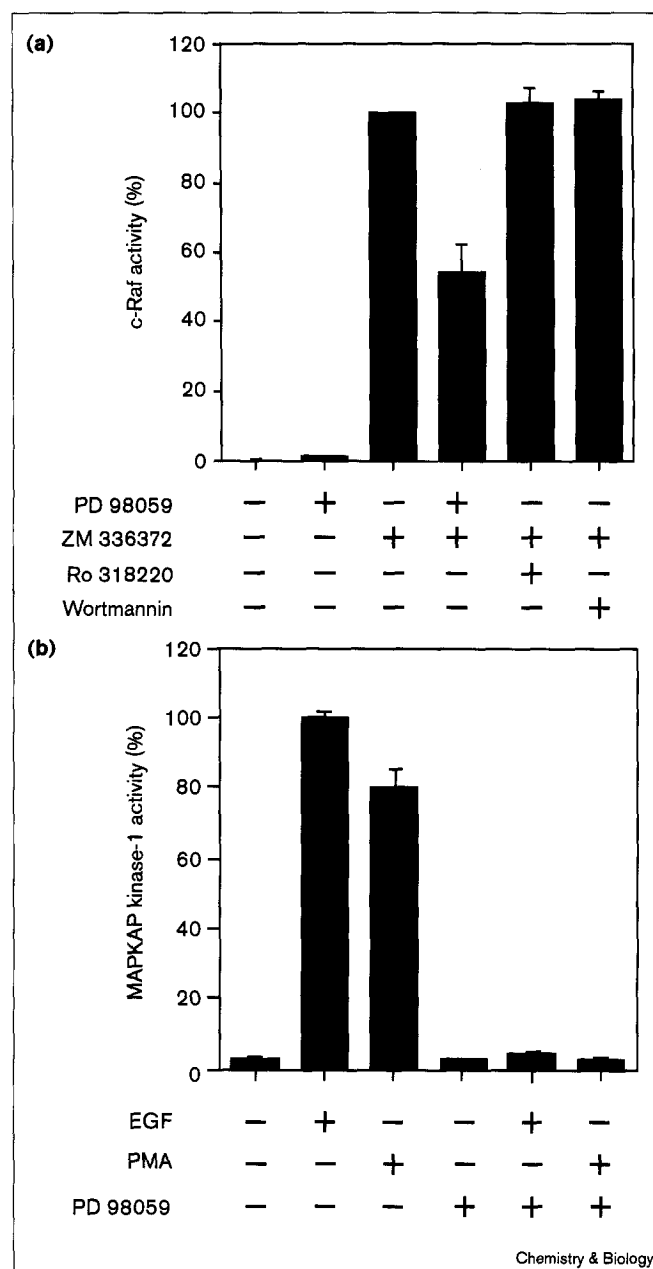 (a)
120
100
80
60
40
20
0
c-Raf activity (%)
PD 98059 − + − + − −
ZM 336372 − − + + + +
Ro 318220 − − − − + −
Wortmannin − − − − − +
(b)
120
100
80
60
40
20
0
MAPKAP kinase-1 activity (%)
EGF − + − − + −
PMA − − + − − +
PD 98059 − − − + + +
Chemistry & Biology